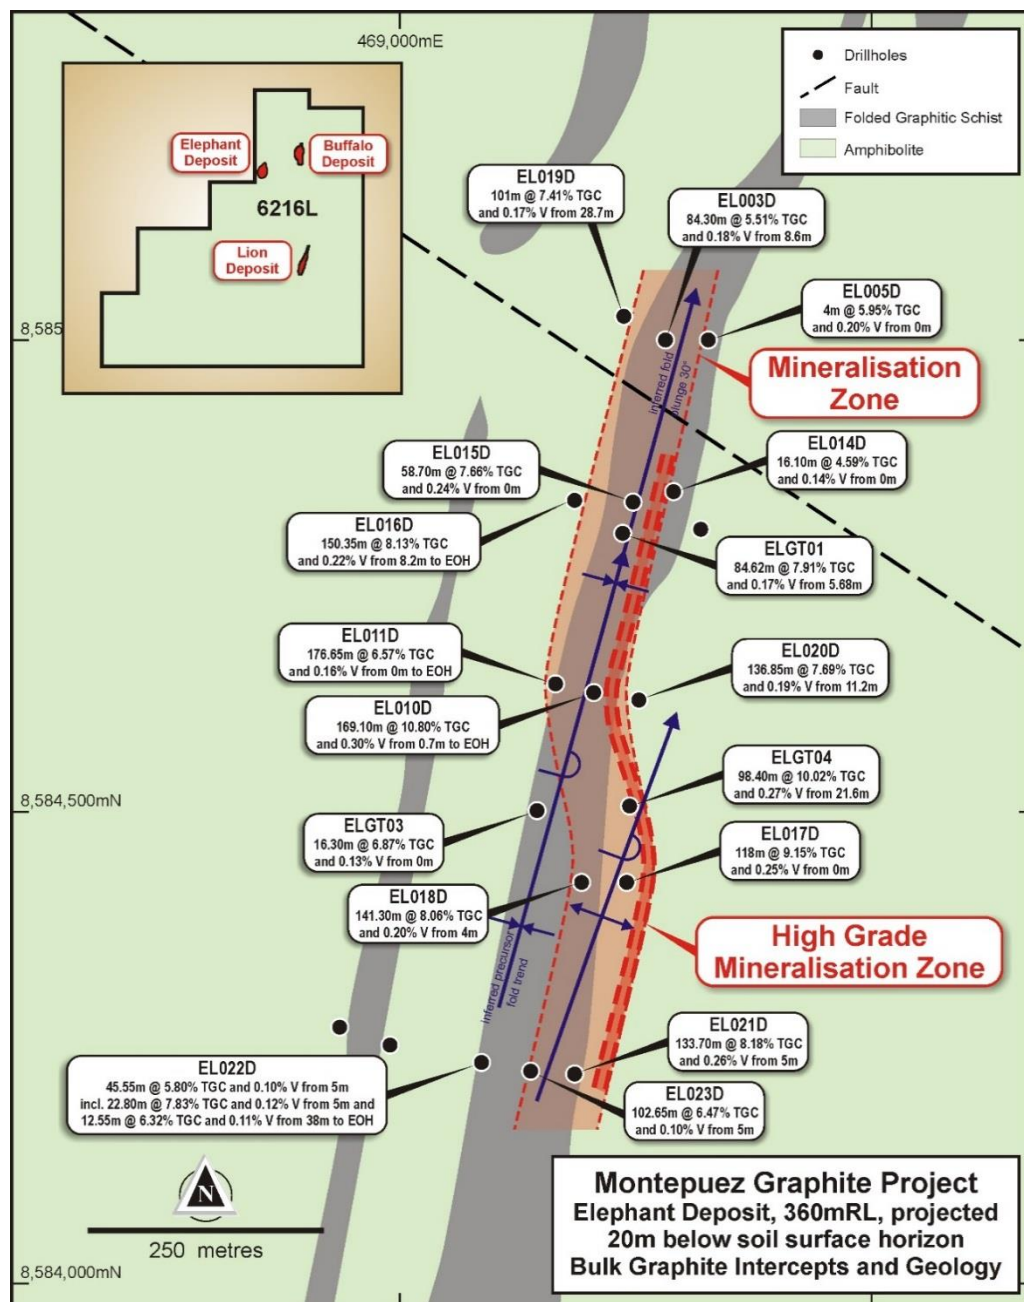 469,000mE
Drillholes
Fault
Folded Graphitic Schist
Amphibolite
Elephant
Deposit
Buffalo
Deposit
6216L
Lion
Deposit
EL019D
101m @ 7.41% TGC
and 0.17% V from 28.7m
EL003D
84.30m @ 5.51% TGC
and 0.18% V from 8.6m
EL005D
4m @ 5.95% TGC
and 0.20% V from 0m
8,585
Mineralisation
Zone
inferred fold
plunge 30°
EL015D
58.70m @ 7.66% TGC
and 0.24% V from 0m
EL014D
16.10m @ 4.59% TGC
and 0.14% V from 0m
EL016D
150.35m @ 8.13% TGC
and 0.22% V from 8.2m to EOH
ELGT01
84.62m @ 7.91% TGC
and 0.17% V from 5.68m
EL011D
176.65m @ 6.57% TGC
and 0.16% V from 0m to EOH
EL020D
136.85m @ 7.69% TGC
and 0.19% V from 11.2m
EL010D
169.10m @ 10.80% TGC
and 0.30% V from 0.7m to EOH
ELGT04
98.40m @ 10.02% TGC
and 0.27% V from 21.6m
8,584,500mN
ELGT03
16.30m @ 6.87% TGC
and 0.13% V from 0m
EL017D
118m @ 9.15% TGC
and 0.25% V from 0m
EL018D
141.30m @ 8.06% TGC
and 0.20% V from 4m
High Grade
Mineralisation Zone
inferred precursor
fold trend
EL021D
133.70m @ 8.18% TGC
and 0.26% V from 5m
EL022D
45.55m @ 5.80% TGC and 0.10% V from 5m
incl. 22.80m @ 7.83% TGC and 0.12% V from 5m and
12.55m @ 6.32% TGC and 0.11% V from 38m to EOH
EL023D
102.65m @ 6.47% TGC
and 0.10% V from 5m
N
250 metres
8,584,000mN
Montepuez Graphite Project
Elephant Deposit, 360mRL, projected
20m below soil surface horizon
Bulk Graphite Intercepts and Geology